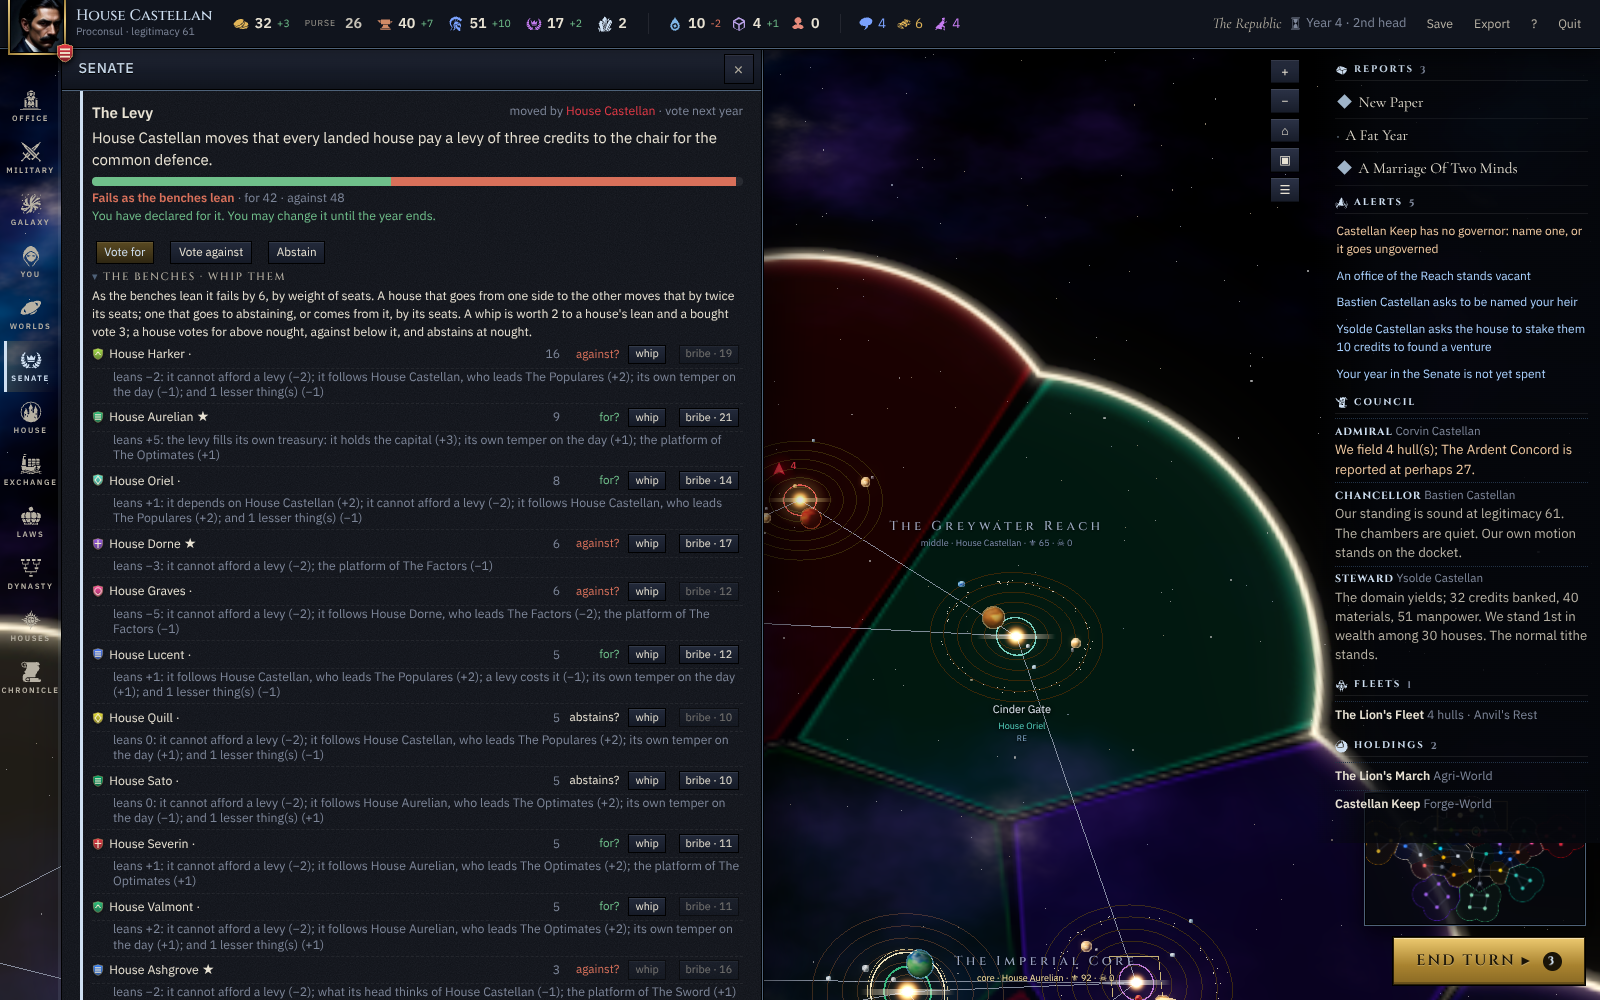 HOUSE CASTELLAN
Proconsul · legitimacy 61
32 +3 PURSE 26 40 +7 51 +10 17 +2 2 10 -2 4 +1 0 4 6 4
The Republic Year 4 · 2nd head Save Export ? Quit
OFFICE
MILITARY
GALAXY
YOU
WORLDS
SENATE
HOUSE
EXCHANGE
LAWS
DYNASTY
HOUSES
CHRONICLE
SENATE ×
The Levy moved by House Castellan · vote next year
House Castellan moves that every landed house pay a levy of three credits to the chair for the
common defence.
Fails as the benches lean · for 42 · against 48
You have declared for it. You may change it until the year ends.
Vote for Vote against Abstain
▾ THE BENCHES · WHIP THEM
As the benches lean it fails by 6, by weight of seats. A house that goes from one side to the other moves that by twice
its seats; one that goes to abstaining, or comes from it, by its seats. A whip is worth 2 to a house's lean and a bought
vote 3; a house votes for above nought, against below it, and abstains at nought.
House Harker · 16 against? whip bribe · 19
leans −2: it cannot afford a levy (−2); it follows House Castellan, who leads The Populares (+2); its own temper on
the day (−1); and 1 lesser thing(s) (−1)
House Aurelian ★ 9 for? whip bribe · 21
leans +5: the levy fills its own treasury: it holds the capital (+3); its own temper on the day (+1); the platform of
The Optimates (+1)
House Oriel · 8 for? whip bribe · 14
leans +1: it depends on House Castellan (+2); it cannot afford a levy (−2); it follows House Castellan, who leads
The Populares (+2); and 1 lesser thing(s) (−1)
House Dorne ★ 6 against? whip bribe · 17
leans −3: it cannot afford a levy (−2); the platform of The Factors (−1)
House Graves · 6 against? whip bribe · 12
leans −5: it cannot afford a levy (−2); it follows House Dorne, who leads The Factors (−2); the platform of The
Factors (−1)
House Lucent · 5 for? whip bribe · 12
leans +1: it follows House Castellan, who leads The Populares (+2); a levy costs it (−1); its own temper on the day
(+1); and 1 lesser thing(s) (−1)
House Quill · 5 abstains? whip bribe · 10
leans 0: it cannot afford a levy (−2); it follows House Castellan, who leads The Populares (+2); its own temper on
the day (+1); and 1 lesser thing(s) (−1)
House Sato · 5 abstains? whip bribe · 10
leans 0: it cannot afford a levy (−2); it follows House Aurelian, who leads The Optimates (+2); its own temper on
the day (−1); and 1 lesser thing(s) (+1)
House Severin · 5 for? whip bribe · 11
leans +1: it cannot afford a levy (−2); it follows House Aurelian, who leads The Optimates (+2); the platform of The
Optimates (+1)
House Valmont · 5 for? whip bribe · 11
leans +2: it cannot afford a levy (−2); it follows House Aurelian, who leads The Optimates (+2); its own temper on
the day (+1); and 1 lesser thing(s) (+1)
House Ashgrove ★ 3 against? whip bribe · 16
leans −2: what its head thinks of House Castellan (−1); the platform of The Sword (+1)
4
THE GREYWATER REACH
middle · House Castellan · 65 · 0
Cinder Gate
House Oriel
RE
THE IMPERIAL CORE
core · House Aurelian · 92 · 0
+
−
REPORTS 3
New Paper
· A Fat Year
A Marriage Of Two Minds
ALERTS 5
Castellan Keep has no governor: name one, or
it goes ungoverned
An office of the Reach stands vacant
Bastien Castellan asks to be named your heir
Ysolde Castellan asks the house to stake them
10 credits to found a venture
Your year in the Senate is not yet spent
COUNCIL
ADMIRAL Corvin Castellan
We field 4 hull(s); The Ardent Concord is
reported at perhaps 27.
CHANCELLOR Bastien Castellan
Our standing is sound at legitimacy 61.
The chambers are quiet. Our own motion
stands on the docket.
STEWARD Ysolde Castellan
The domain yields; 32 credits banked, 40
materials, 51 manpower. We stand 1st in
wealth among 30 houses. The normal tithe
stands.
FLEETS 1
The Lion's Fleet 4 hulls · Anvil's Rest
HOLDINGS 2
The Lion's March Agri-World
Castellan Keep Forge-World
END TURN ▸ 3